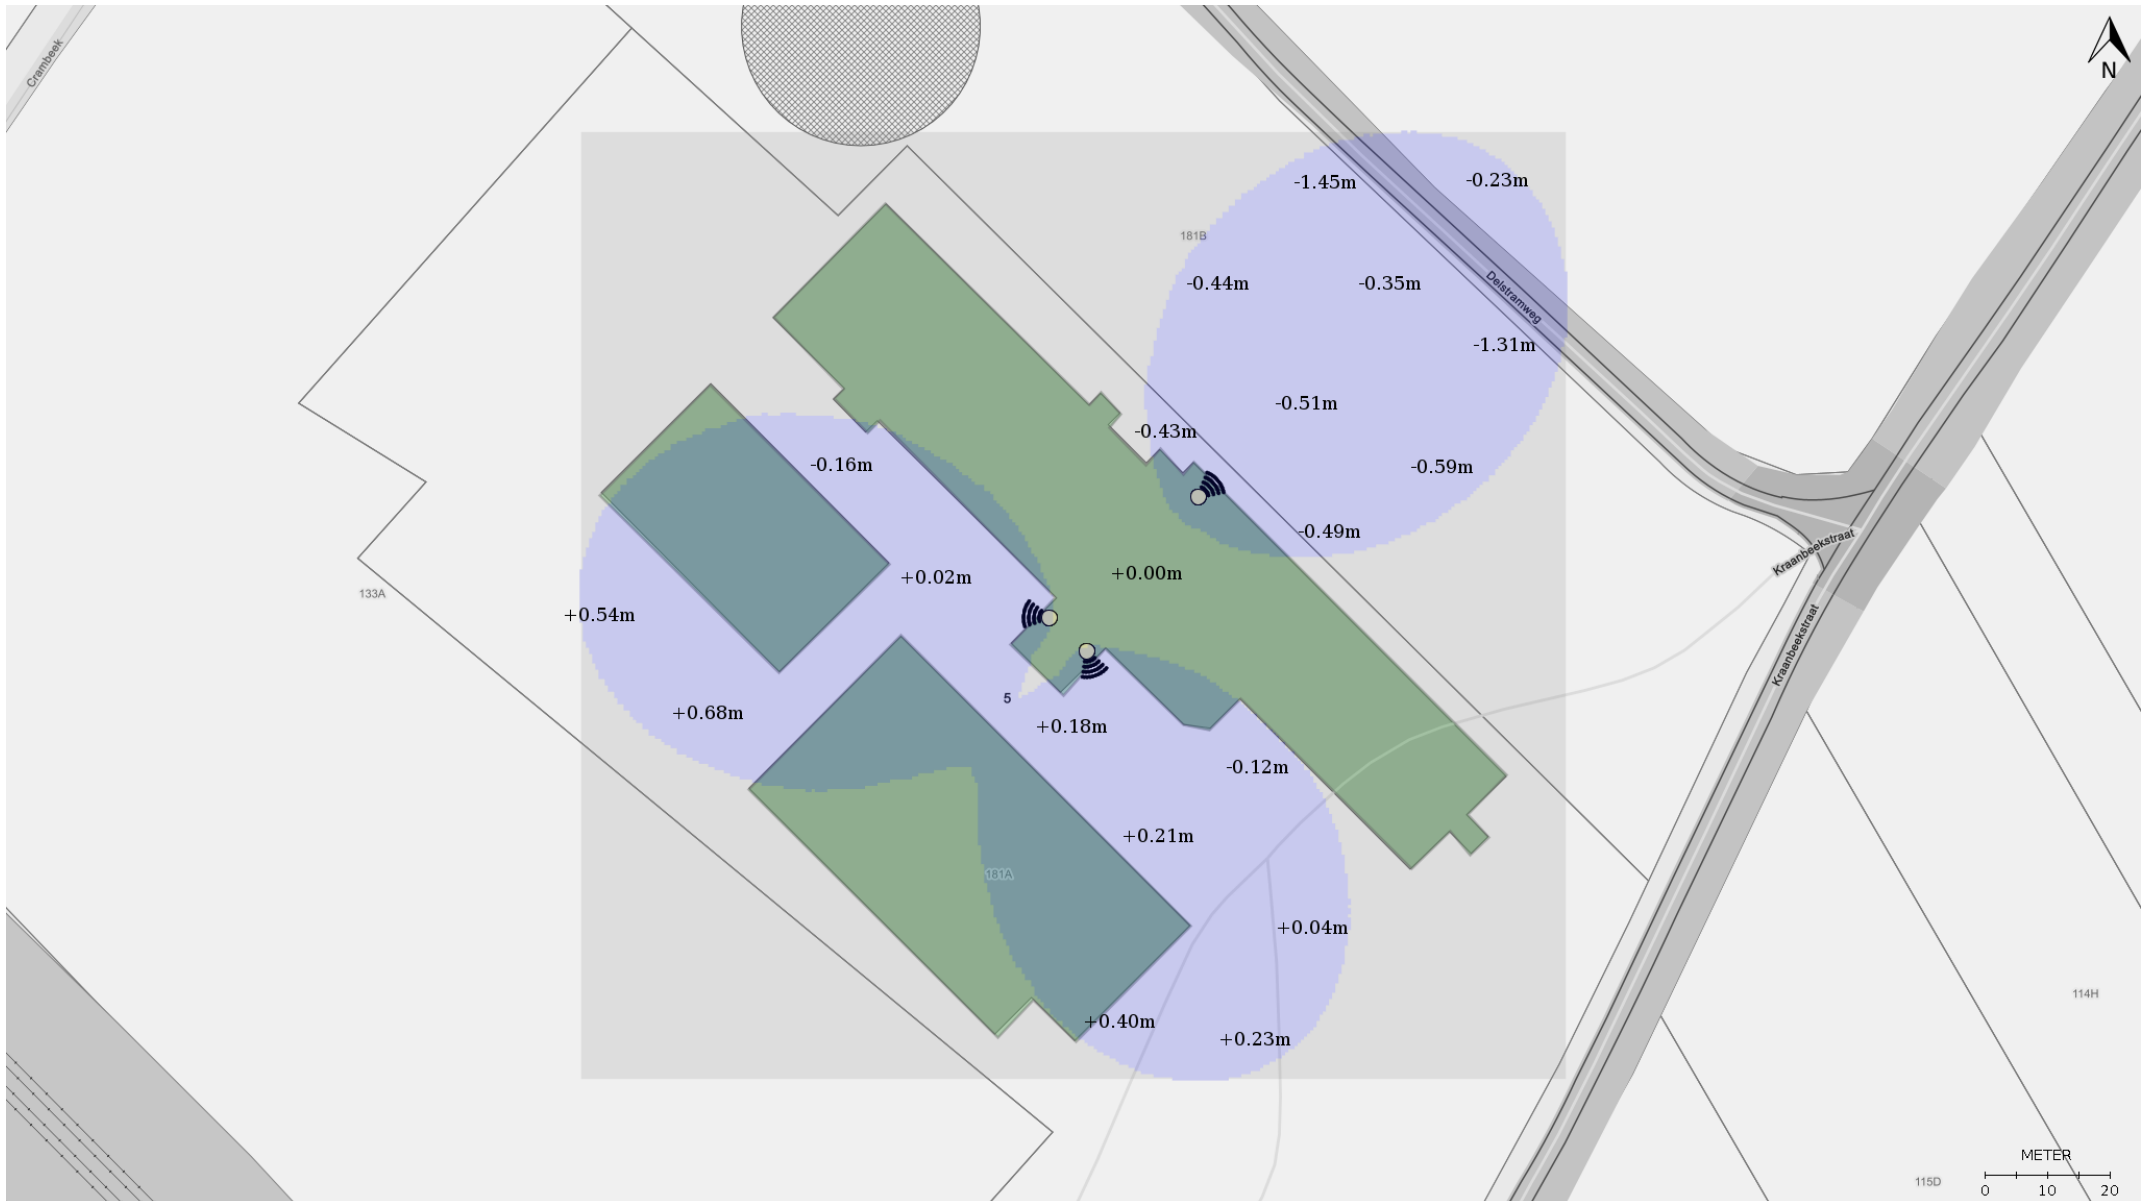 Crambeek
N
-1.45m
-0.23m
181B
-0.44m
-0.35m
Delstramweg
-1.31m
-0.51m
-0.43m
-0.16m
-0.59m
-0.49m
Kraanbeekstraat
+0.00m
+0.02m
133A
+0.54m
Kraanbeekstraat
5
+0.68m
+0.18m
-0.12m
+0.21m
181A
+0.04m
114H
+0.40m
+0.23m
METER
115D
0 10 20